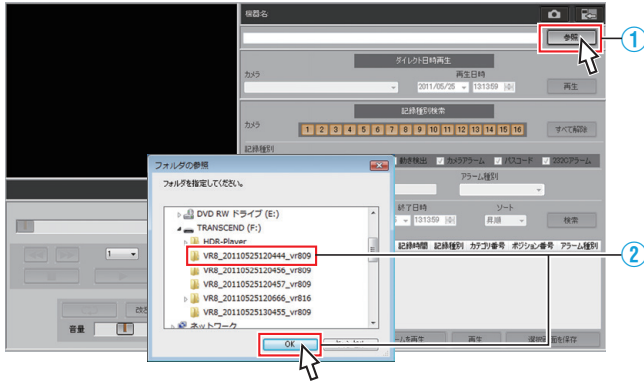 機器名
参照
①
ダイレクト日時再生
カメラ
再生日時
2011/05/25
13:13:59
再生
記録種別検索
カメラ
1 2 3 4 5 6 7 8 9 10 11 12 13 14 15 16
すべて解除
記録種別
動き検出 カメラアラーム パスコード 2020アラーム
アラーム種別
終了日時
ソート
13:13:59
昇順
検索
記録時間 記録種別 カテゴリ番号 ポジション番号 アラーム種別
フォルダの参照
フォルダを指定してください。
DVD RW ドライブ (E:)
TRANSCEND (F:)
HDR-Player
VR8_20110525120444_vr809
②
VR8_20110525120456_vr809
VR8_20110525120457_vr809
VR8_20110525120666_vr816
VR8_20110525130455_vr809
ネットワーク
OK
1
音量
再生